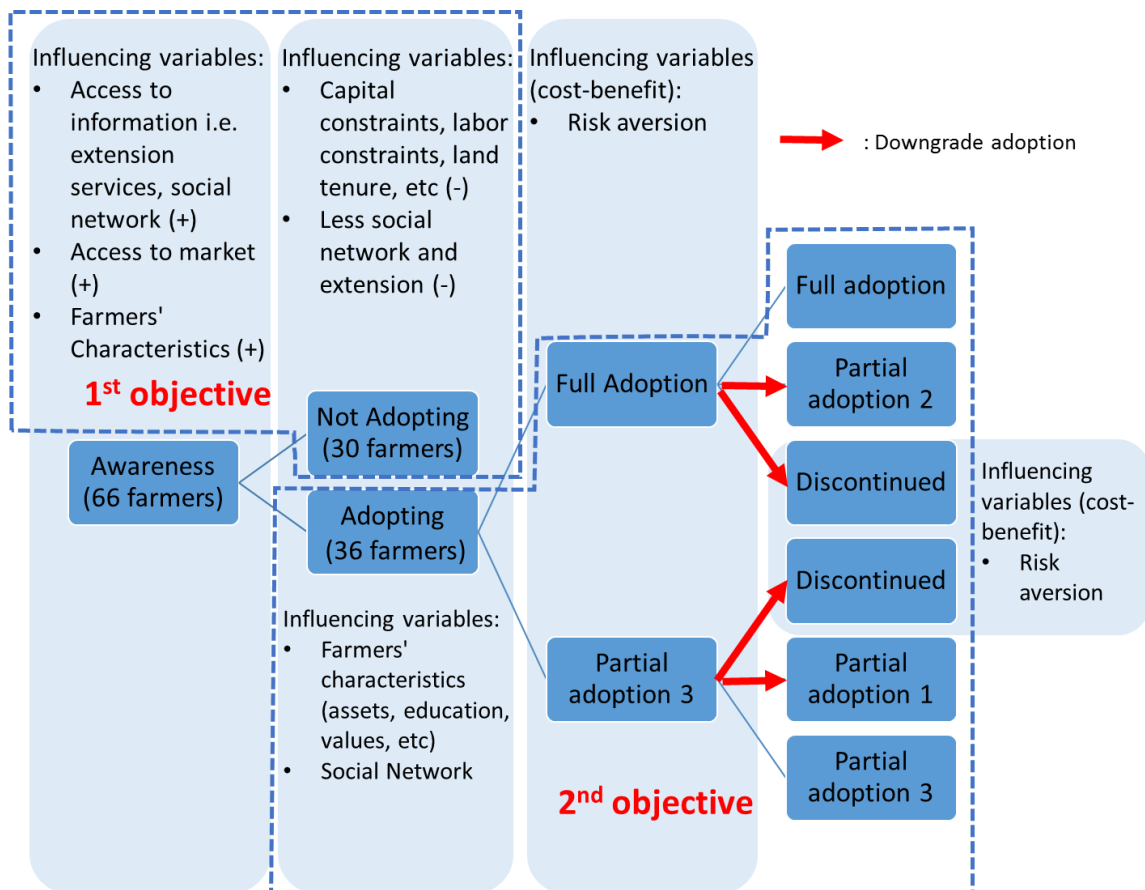 Influencing variables:
• Access to
information i.e.
extension
services, social
network (+)
• Access to market
(+)
• Farmers'
Characteristics (+)
1st objective
Awareness
(66 farmers)
Influencing variables:
• Capital
constraints, labor
constraints, land
tenure, etc (-)
• Less social
network and
extension (-)
Not Adopting
(30 farmers)
Adopting
(36 farmers)
Influencing variables:
• Farmers'
characteristics
(assets, education,
values, etc)
• Social Network
Influencing variables
(cost-benefit):
• Risk aversion
Full Adoption
Partial
adoption 3
2nd objective
: Downgrade adoption
Full adoption
Partial
adoption 2
Discontinued
Discontinued
Partial
adoption 1
Partial
adoption 3
Influencing
variables (cost-
benefit):
• Risk
aversion